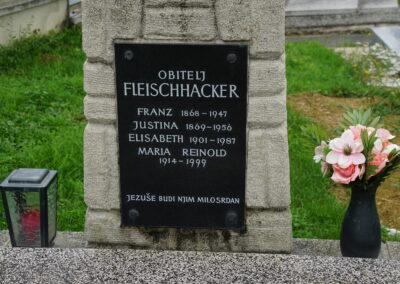 OBITELJ
FLEISCHHACKER
FRANZ 1868-1947
JUSTINA 1869-1956
ELISABETH 1901-1987
MARIA REINOLD
1914-1999
JEZUŠE BUDI NJIM MILOSRDAN